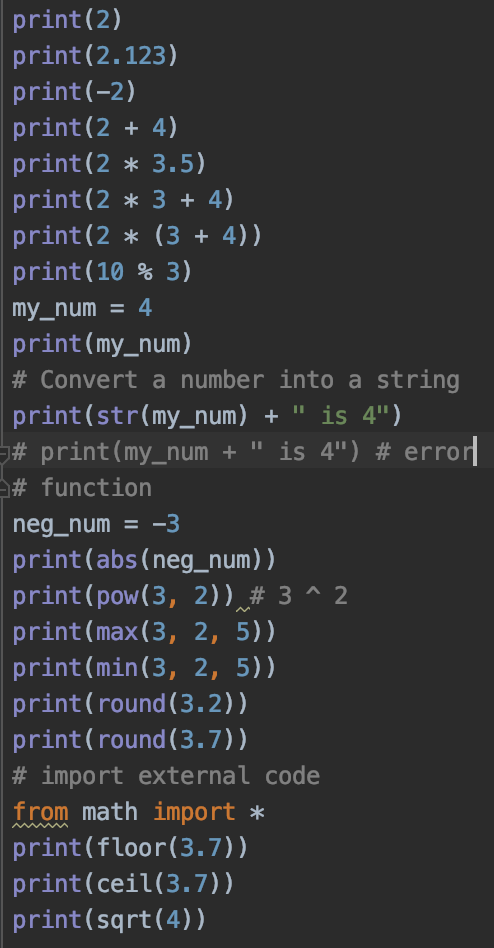 print(2)
print(2.123)
print(-2)
print(2 + 4)
print(2 * 3.5)
print(2 * 3 + 4)
print(2 * (3 + 4))
print(10 % 3)
my_num = 4
print(my_num)
# Convert a number into a string
print(str(my_num) + " is 4")
# print(my_num + " is 4") # error
# function
neg_num = -3
print(abs(neg_num))
print(pow(3, 2)) # 3 ^ 2
print(max(3, 2, 5))
print(min(3, 2, 5))
print(round(3.2))
print(round(3.7))
# import external code
from math import *
print(floor(3.7))
print(ceil(3.7))
print(sqrt(4))